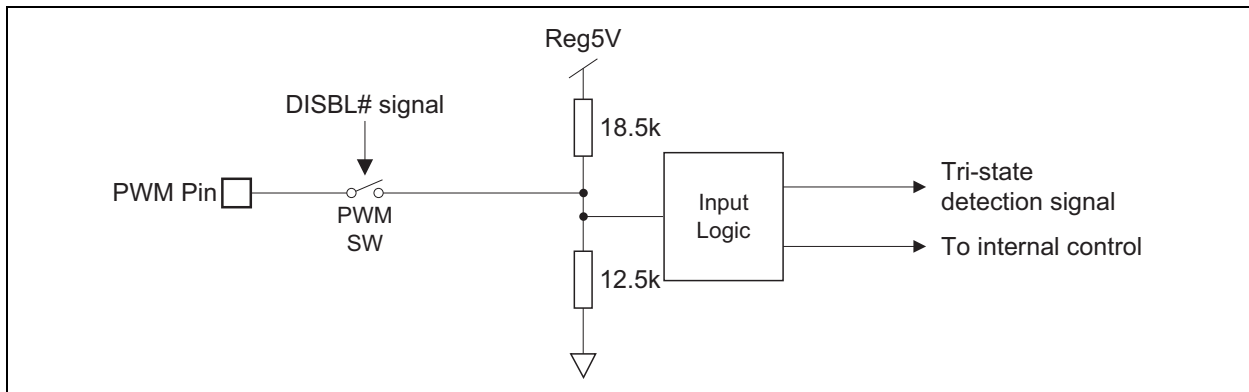 Reg5V
DISBL# signal
18.5k
PWM Pin
PWM
SW
Input
Logic
Tri-state
detection signal
To internal control
12.5k